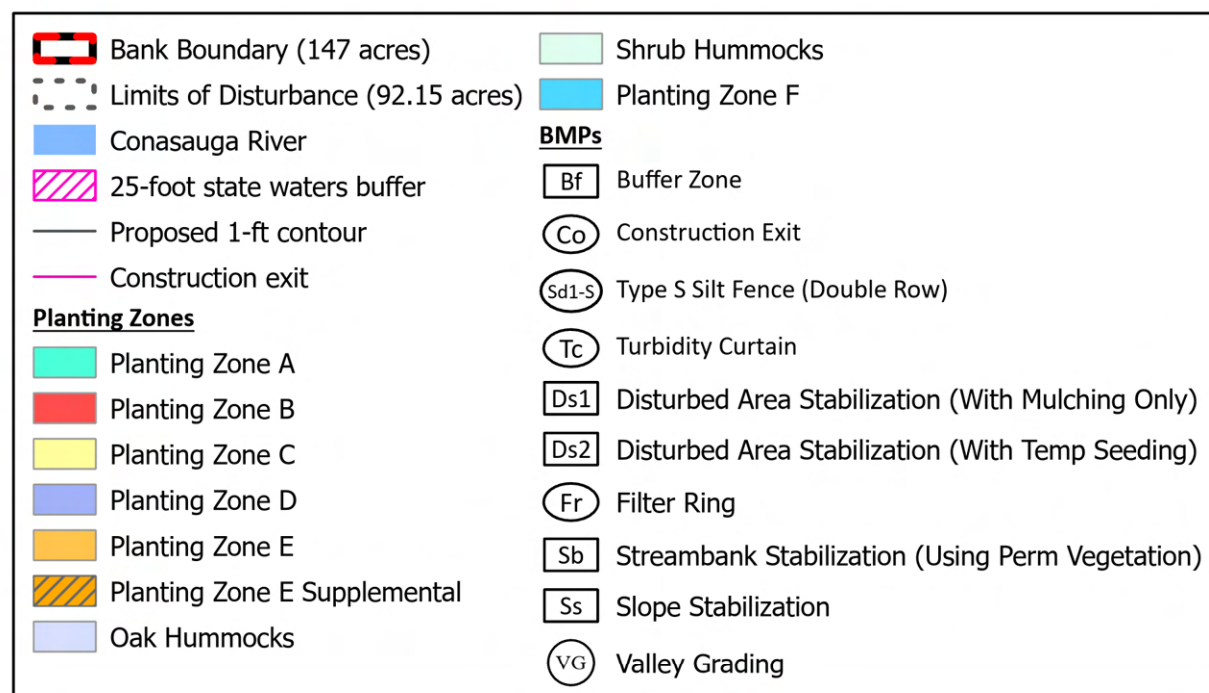 Bank Boundary (147 acres)
Limits of Disturbance (92.15 acres)
Conasauga River
25-foot state waters buffer
Proposed 1-ft contour
Construction exit
Planting Zones
Planting Zone A
Planting Zone B
Planting Zone C
Planting Zone D
Planting Zone E
Planting Zone E Supplemental
Oak Hummocks
Shrub Hummocks
Planting Zone F
BMPs
Bf Buffer Zone
Co Construction Exit
Sd1-S Type S Silt Fence (Double Row)
Tc Turbidity Curtain
Ds1 Disturbed Area Stabilization (With Mulching Only)
Ds2 Disturbed Area Stabilization (With Temp Seeding)
Fr Filter Ring
Sb Streambank Stabilization (Using Perm Vegetation)
Ss Slope Stabilization
VG Valley Grading